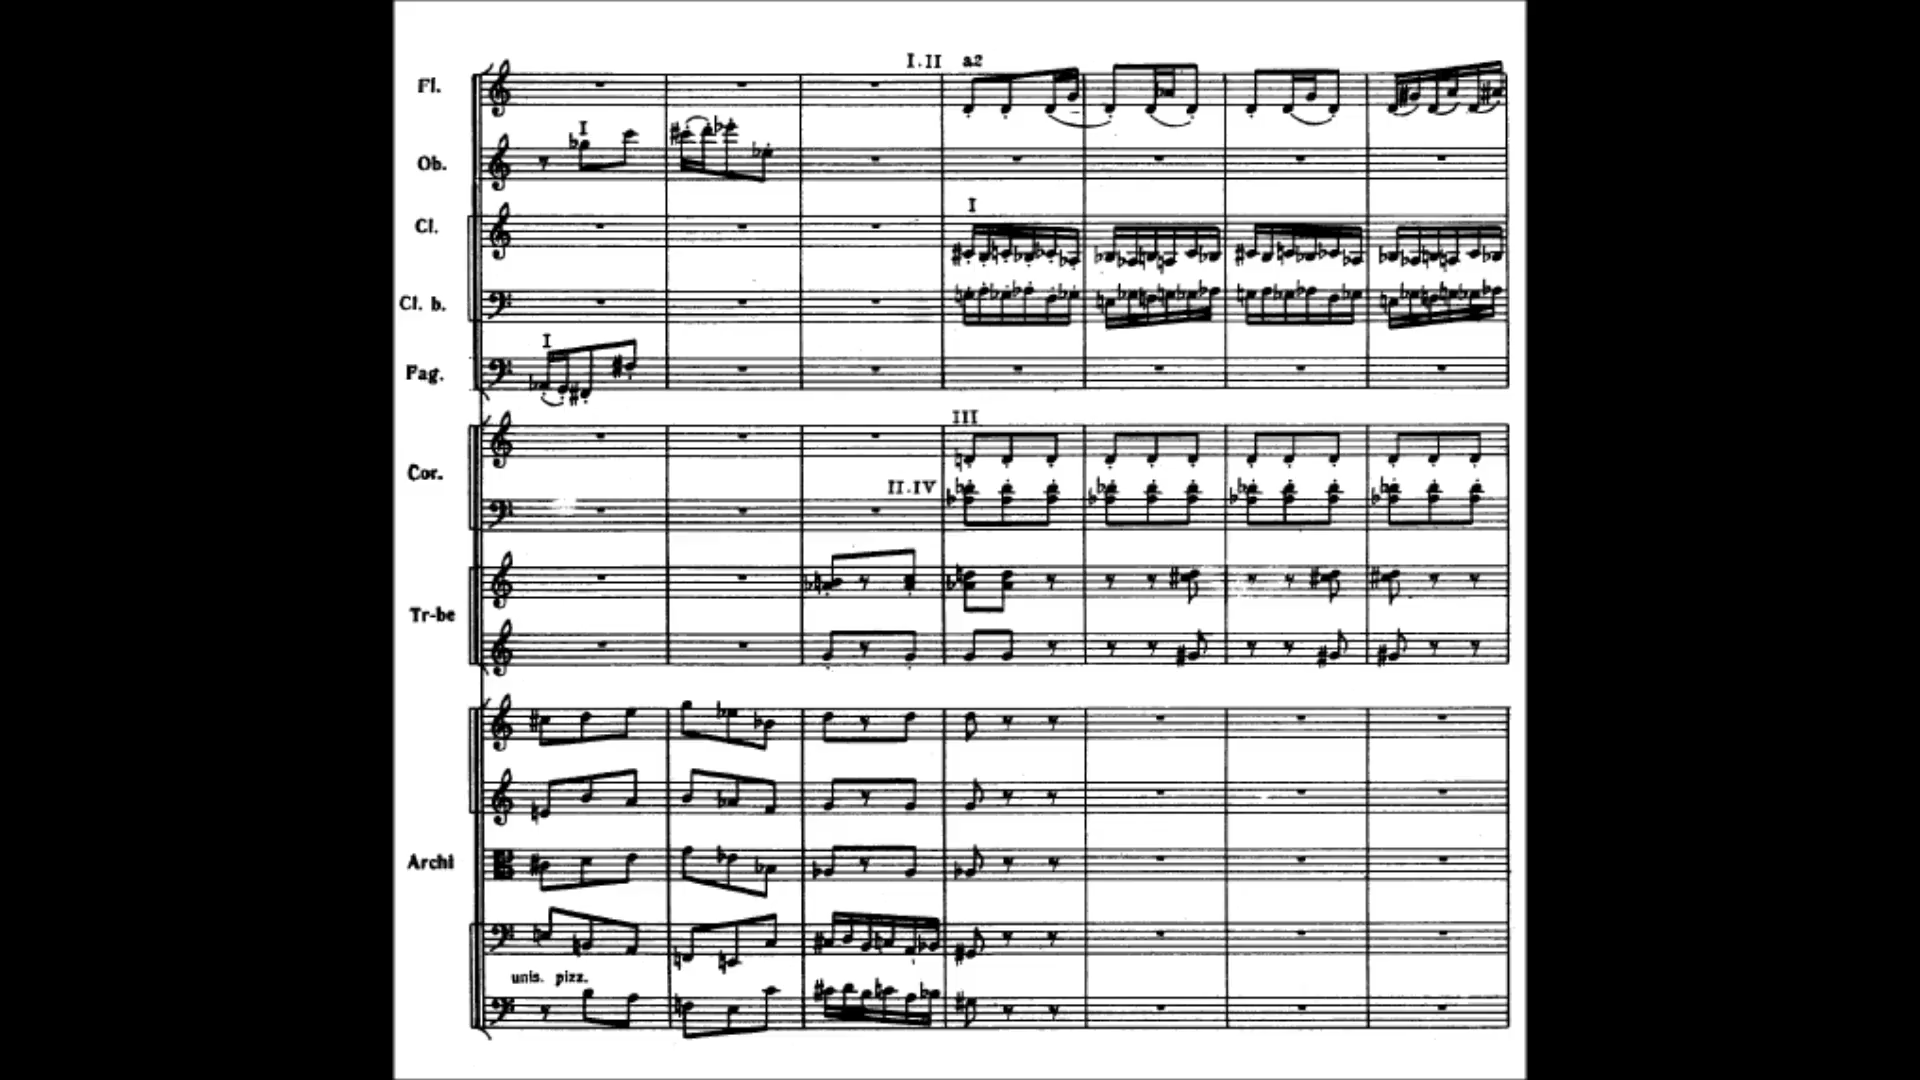 I.II a2
Fl.
I
Ob.
I
Cl.
Cl. b.
I
Fag.
III
Cor.
II.IV
Tr-be
Archi
unis. pizz.